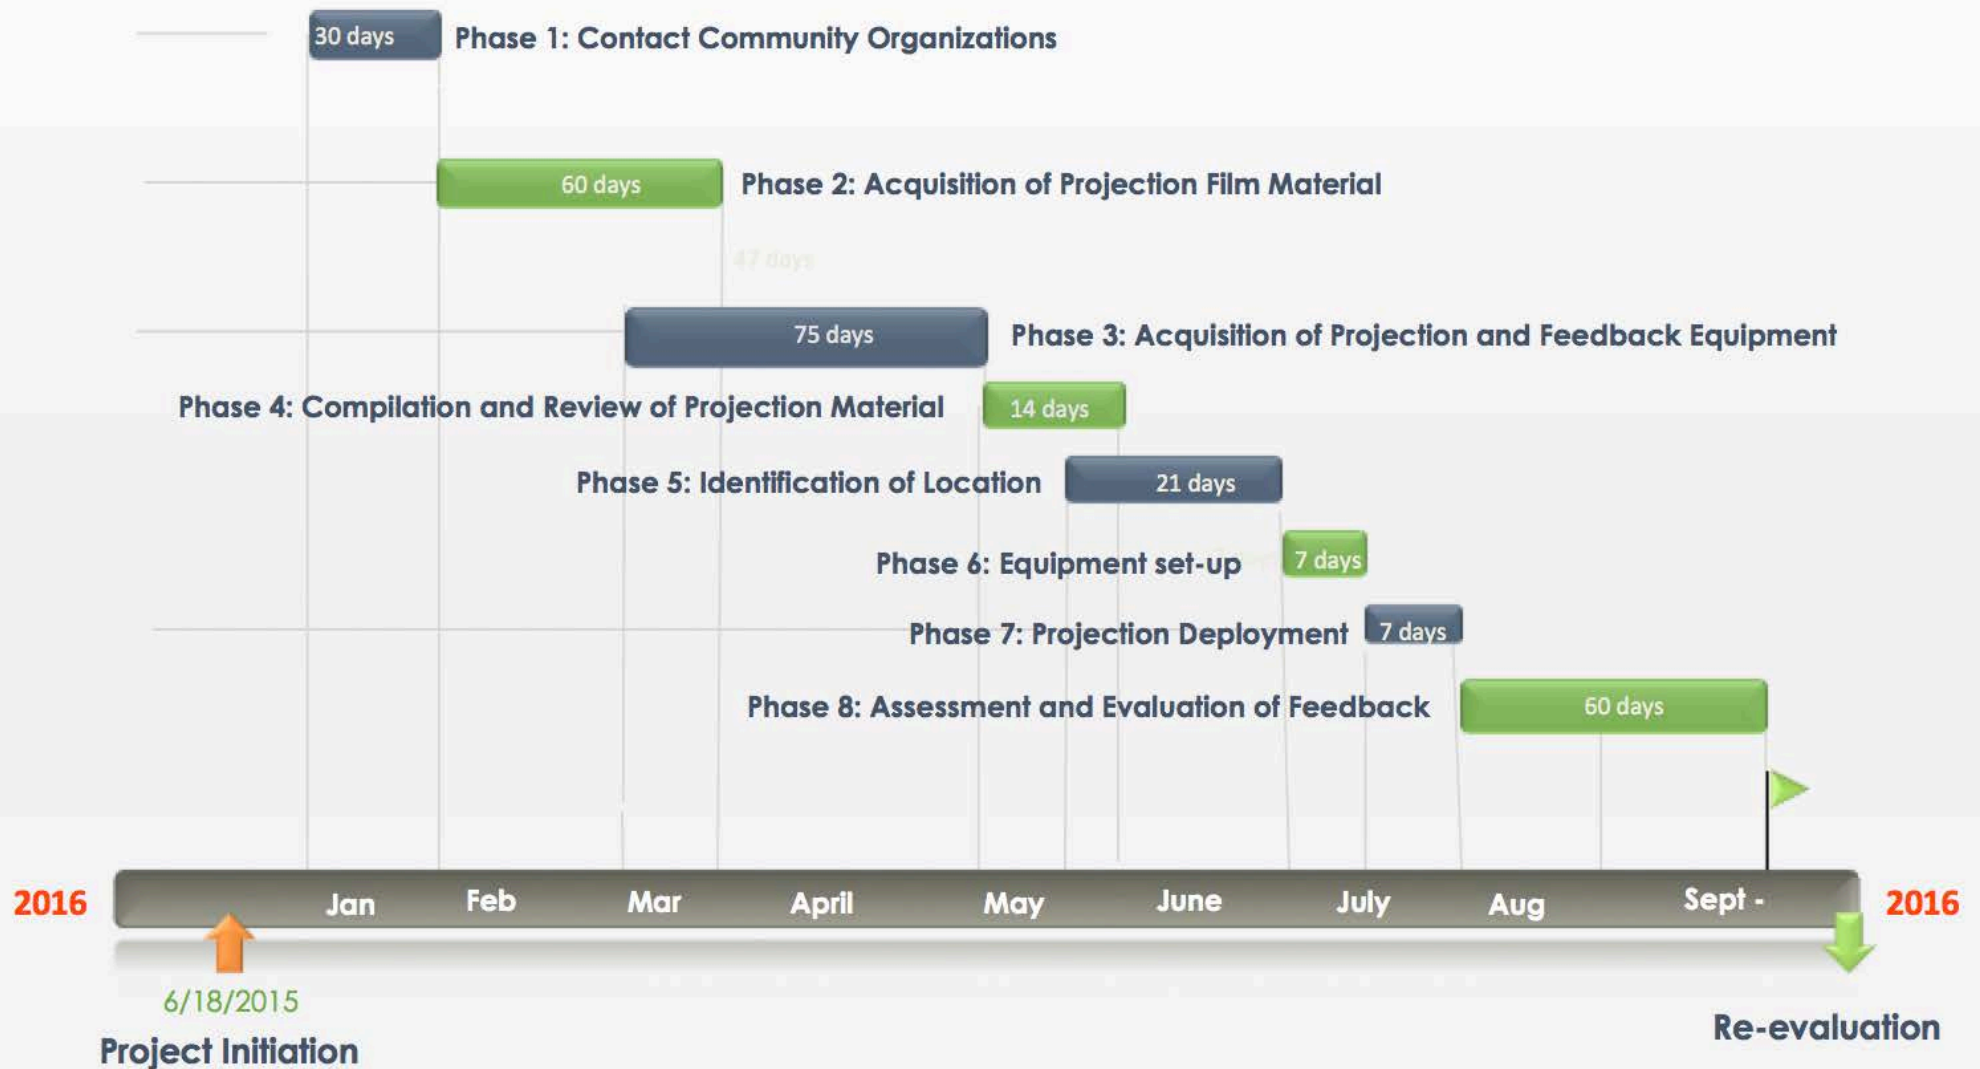 30 days Phase 1: Contact Community Organizations
60 days Phase 2: Acquisition of Projection Film Material
47 days
75 days Phase 3: Acquisition of Projection and Feedback Equipment
Phase 4: Compilation and Review of Projection Material 14 days
Phase 5: Identification of Location 21 days
Phase 6: Equipment set-up 7 days
Phase 7: Projection Deployment 7 days
Phase 8: Assessment and Evaluation of Feedback 60 days
2016 Jan Feb Mar April May June July Aug Sept - 2016
6/18/2015
Project Initiation
Re-evaluation